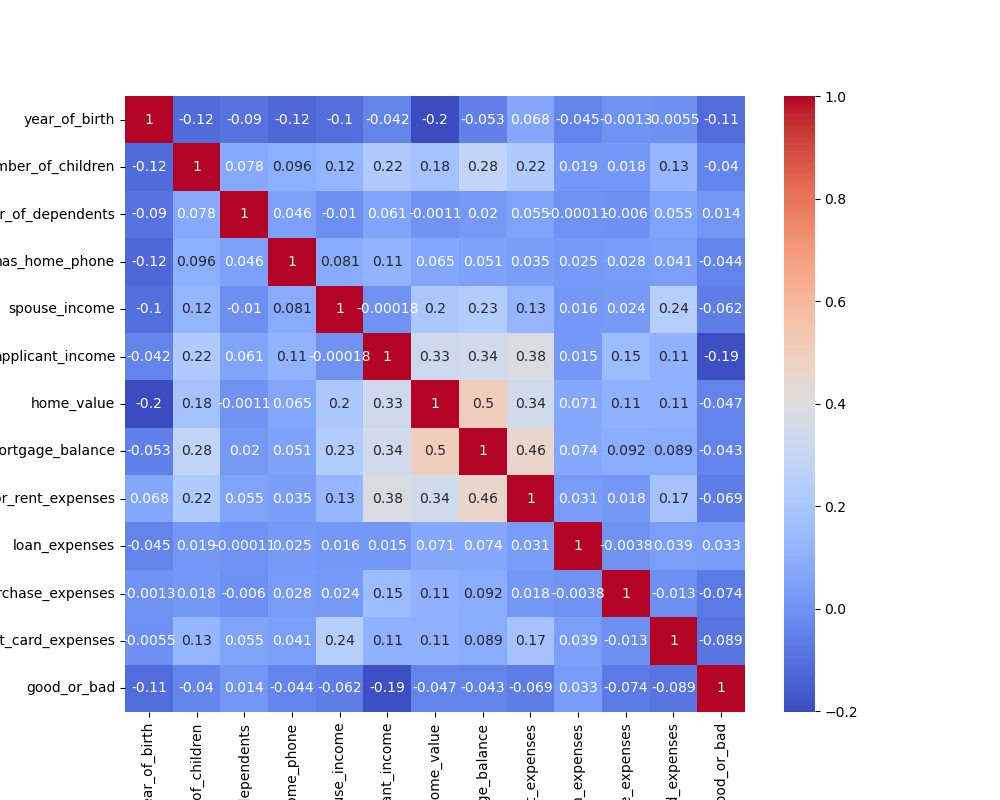 year_of_birth 1 -0.12 -0.09 -0.12 -0.1 -0.042 -0.2 -0.053 0.068 -0.045 -0.0013 0.0055 -0.11
mber_of_children -0.12 1 0.078 0.096 0.12 0.22 0.18 0.28 0.22 0.019 0.018 0.13 -0.04
r_of_dependents -0.09 0.078 1 0.046 -0.01 0.061 -0.0011 0.02 0.055 -0.00011 -0.006 0.055 0.014
has_home_phone -0.12 0.096 0.046 1 0.081 0.11 0.065 0.051 0.035 0.025 0.028 0.041 -0.044
spouse_income -0.1 0.12 -0.01 0.081 1 -0.00018 0.2 0.23 0.13 0.016 0.024 0.24 -0.062
applicant_income -0.042 0.22 0.061 0.11 -0.00018 1 0.33 0.34 0.38 0.015 0.15 0.11 -0.19
home_value -0.2 0.18 -0.0011 0.065 0.2 0.33 1 0.5 0.34 0.071 0.11 0.11 -0.047
ortgage_balance -0.053 0.28 0.02 0.051 0.23 0.34 0.5 1 0.46 0.074 0.092 0.089 -0.043
or_rent_expenses 0.068 0.22 0.055 0.035 0.13 0.38 0.34 0.46 1 0.031 0.018 0.17 -0.069
loan_expenses -0.045 0.019 -0.00011 0.025 0.016 0.015 0.071 0.074 0.031 1 -0.0038 0.039 0.033
rchase_expenses -0.0013 0.018 -0.006 0.028 0.024 0.15 0.11 0.092 0.018 -0.0038 1 -0.013 -0.074
t_card_expenses -0.0055 0.13 0.055 0.041 0.24 0.11 0.11 0.089 0.17 0.039 -0.013 1 -0.089
good_or_bad -0.11 -0.04 0.014 -0.044 -0.062 -0.19 -0.047 -0.043 -0.069 0.033 -0.074 -0.089 1
ear_of_birth
of_children
dependents
ome_phone
use_income
ant_income
ome_value
ge_balance
t_expenses
n_expenses
e_expenses
d_expenses
ood_or_bad
1.0
0.8
0.6
0.4
0.2
0.0
−0.2